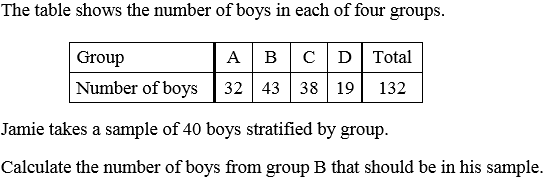 The table shows the number of boys in each of four groups.
Group A B C D Total
Number of boys 32 43 38 19 132
Jamie takes a sample of 40 boys stratified by group.
Calculate the number of boys from group B that should be in his sample.